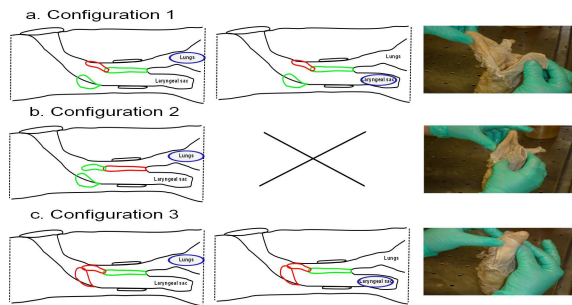 a. Configuration 1
Lungs
Laryngeal sac
Lungs
Laryngeal sac
b. Configuration 2
Lungs
Laryngeal sac
c. Configuration 3
Lungs
Laryngeal sac
Lungs
Laryngeal sac